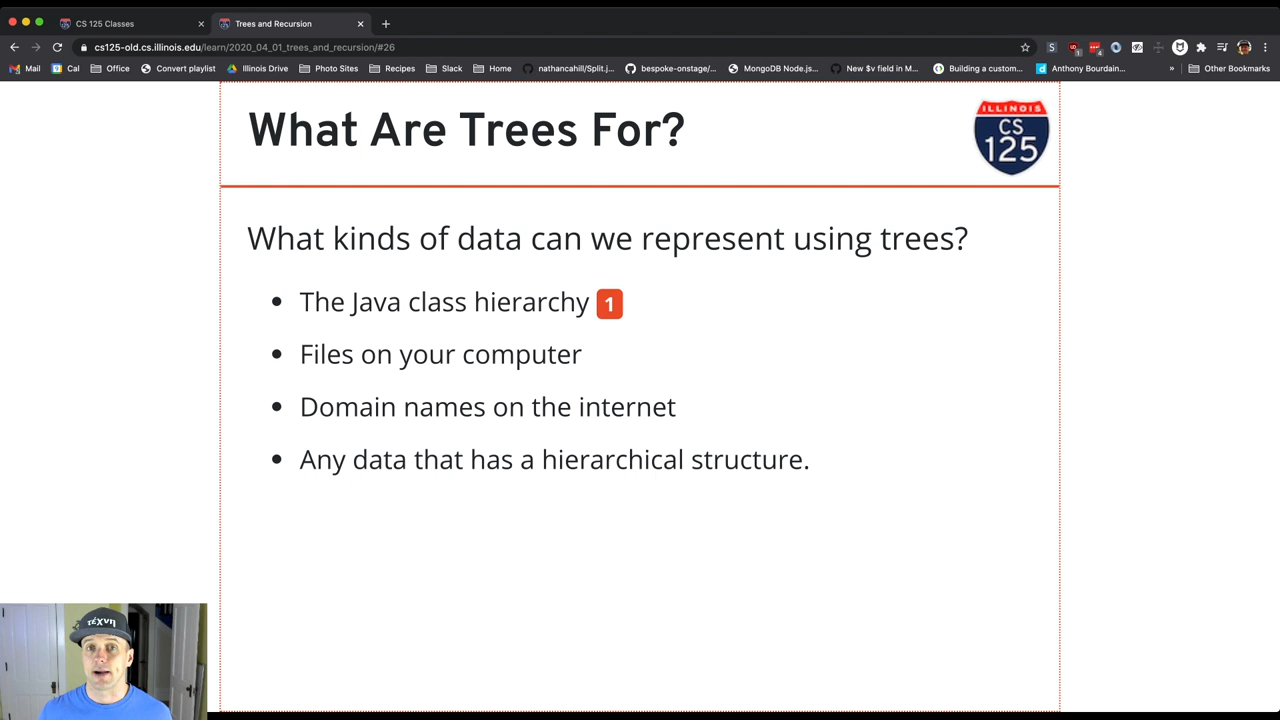 CS 125 Classes
Trees and Recursion
cs125-old.cs.illinois.edu/learn/2020_04_01_trees_and_recursion/#26
Mail
Cal
Office
Convert playlist
Illinois Drive
Photo Sites
Recipes
Slack
Home
nathancahill/Split.j...
bespoke-onstage/...
MongoDB Node.js...
New $v field in M...
Building a custom...
Anthony Bourdain...
»
Other Bookmarks
What Are Trees For?
ILLINOIS
CS
125
What kinds of data can we represent using trees?
• The Java class hierarchy 1
• Files on your computer
• Domain names on the internet
• Any data that has a hierarchical structure.
τέχνη